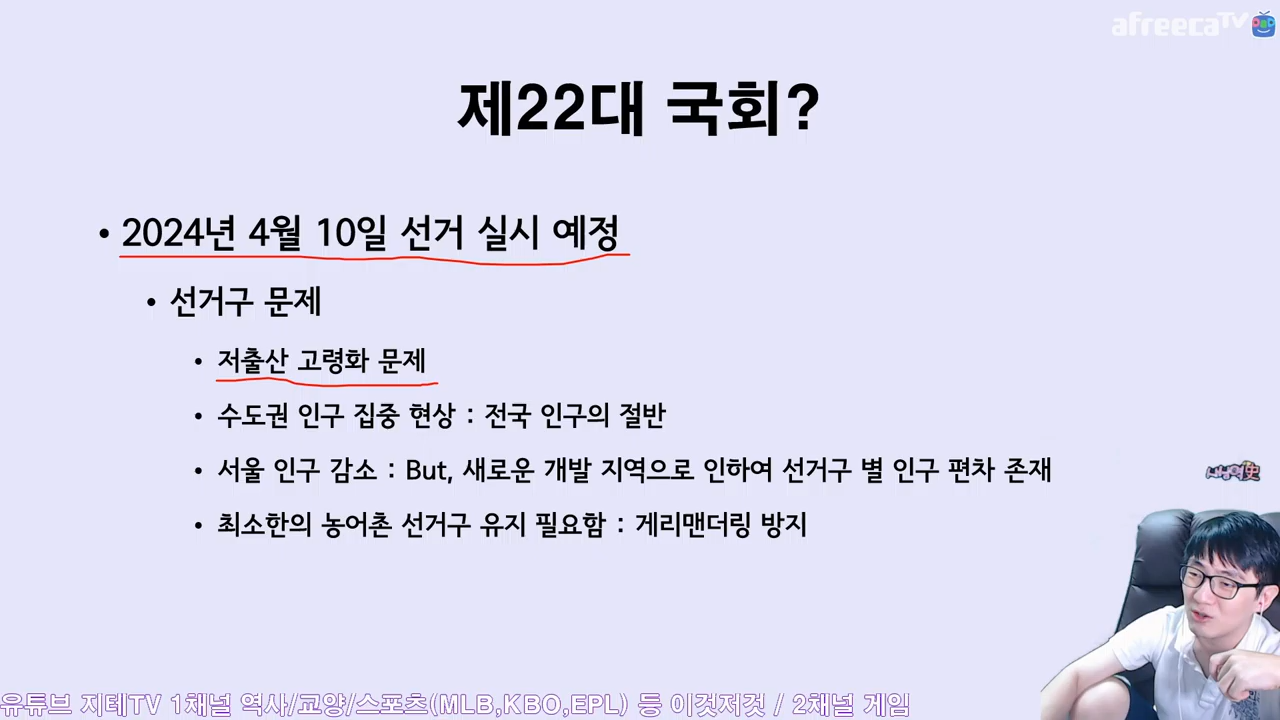 afreecaTV
제22대 국회?
• 2024년 4월 10일 선거 실시 예정
• 선거구 문제
• 저출산 고령화 문제
• 수도권 인구 집중 현상 : 전국 인구의 절반
• 서울 인구 감소 : But, 새로운 개발 지역으로 인하여 선거구 별 인구 편차 존재
• 최소한의 농어촌 선거구 유지 필요함 : 게리맨더링 방지
유튜브 지테TV 1채널 역사/교양/스포츠(MLB,KBO,EPL) 등 이것저것 / 2채널 게임